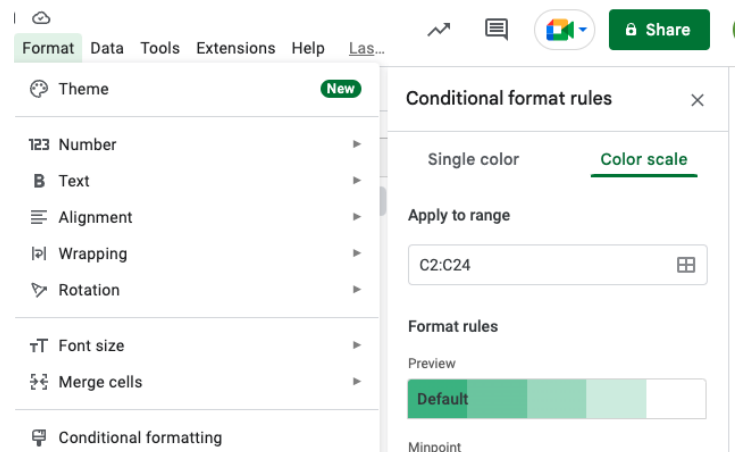 Format Data Tools Extensions Help Las...
Share
Theme
New
123 Number
B Text
Alignment
Wrapping
Rotation
Font size
Merge cells
Conditional formatting
Conditional format rules
Single color
Color scale
Apply to range
C2:C24
Format rules
Preview
Default
Minpoint